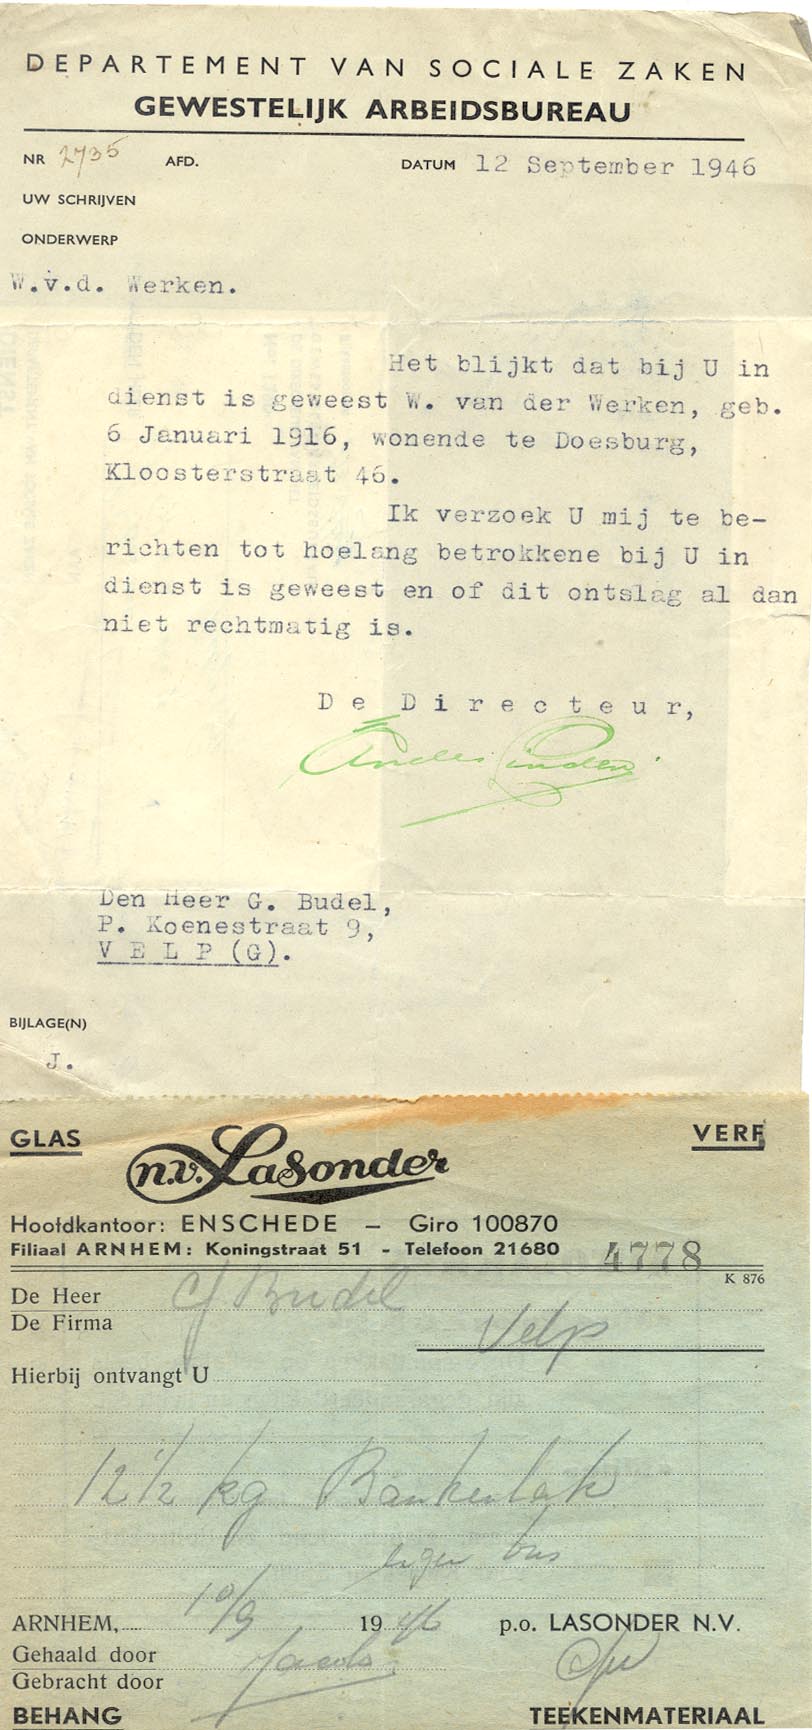 DEPARTEMENT VAN SOCIALE ZAKEN
GEWESTELIJK ARBEIDSBUREAU
NR 2735 AFD. DATUM 12 September 1946
UW SCHRIJVEN
ONDERWERP
W.v.d. Werken.
Het blijkt dat bij U in
dienst is geweest W. van der Werken, geb.
6 Januari 1916, wonende te Doesburg,
Kloosterstraat 46.
Ik verzoek U mij te be-
richten tot hoelang betrokkene bij U in
dienst is geweest en of dit ontslag al dan
niet rechtmatig is.
De Directeur,
Den Heer G. Budel,
P. Koenestraat 9,
VELP (G).
BIJLAGE(N)
J.
GLAS VERF
n.v. Lasonder
Hoofdkantoor: ENSCHEDE – Giro 100870
Filiaal ARNHEM: Koningstraat 51 - Telefoon 21680 4778
K 876
De Heer G Budel
De Firma Velp
Hierbij ontvangt U
12 1/2 kg Bankenlak
eigen bus
ARNHEM, 10/9 1946 p.o. LASONDER N.V.
Gehaald door
Gebracht door
BEHANG TEEKENMATERIAAL